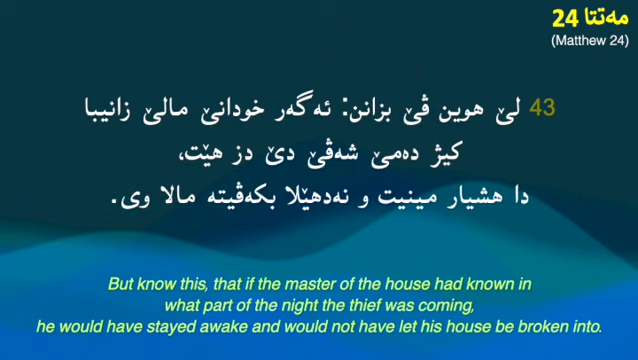 مەتتا 24
(Matthew 24)
43 لێ هوین ڤێ بزانن: ئەگەر خودانێ مالێ زانیبا
کیژ دەمێ شەڤێ دێ دز هێت،
دا هشیار مینیت و نەدهێلا بکەڤیتە مالا وی.
But know this, that if the master of the house had known in
what part of the night the thief was coming,
he would have stayed awake and would not have let his house be broken into.